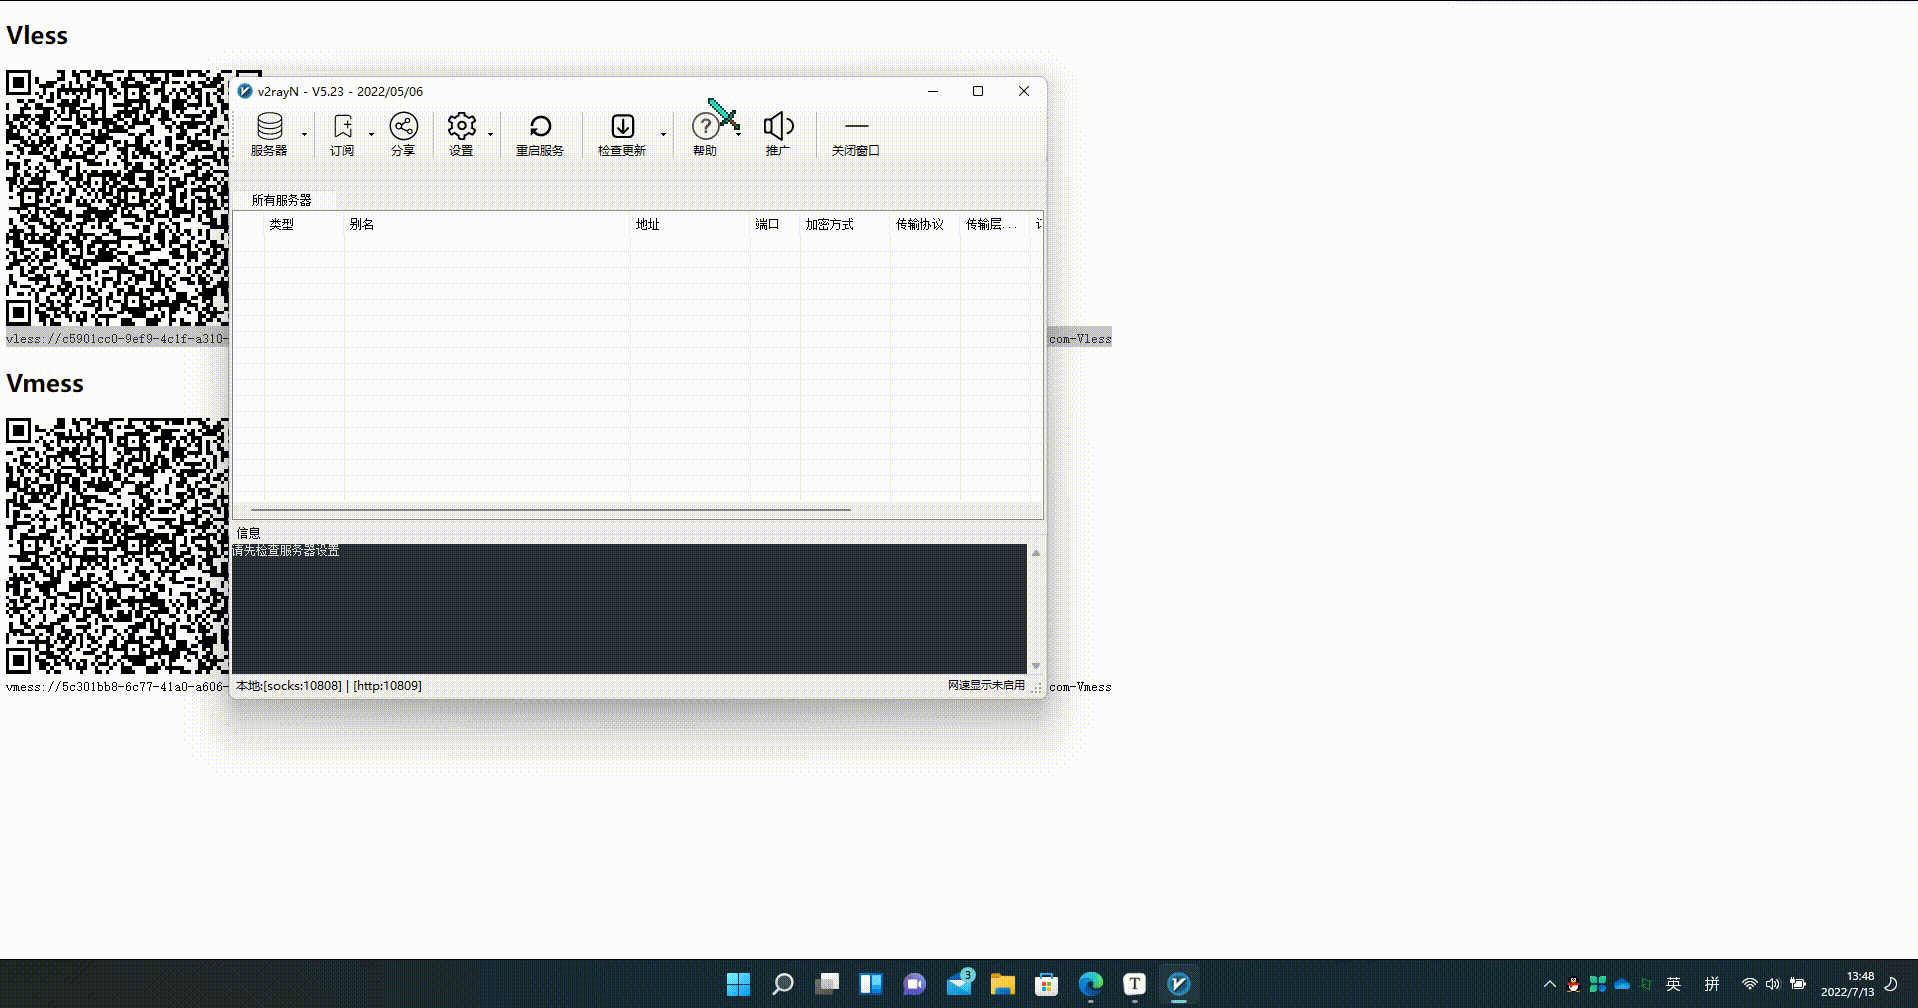 Vless
v2rayN - V5.23 - 2022/05/06
服务器
订阅
分享
设置
重启服务
检查更新
帮助
推广
关闭窗口
所有服务器
类型 别名 地址 端口 加密方式 传输协议 传输层...
vless://c5901cc0-9ef9-4c1f-a310- com-Vless
Vmess
信息
请先检查服务器设置
本地:[socks:10808] | [http:10809] 网速显示未启用
vmess://5c301bb8-6c77-41a0-a606- com-Vmess
3
T
英
拼
13:48
2022/7/13